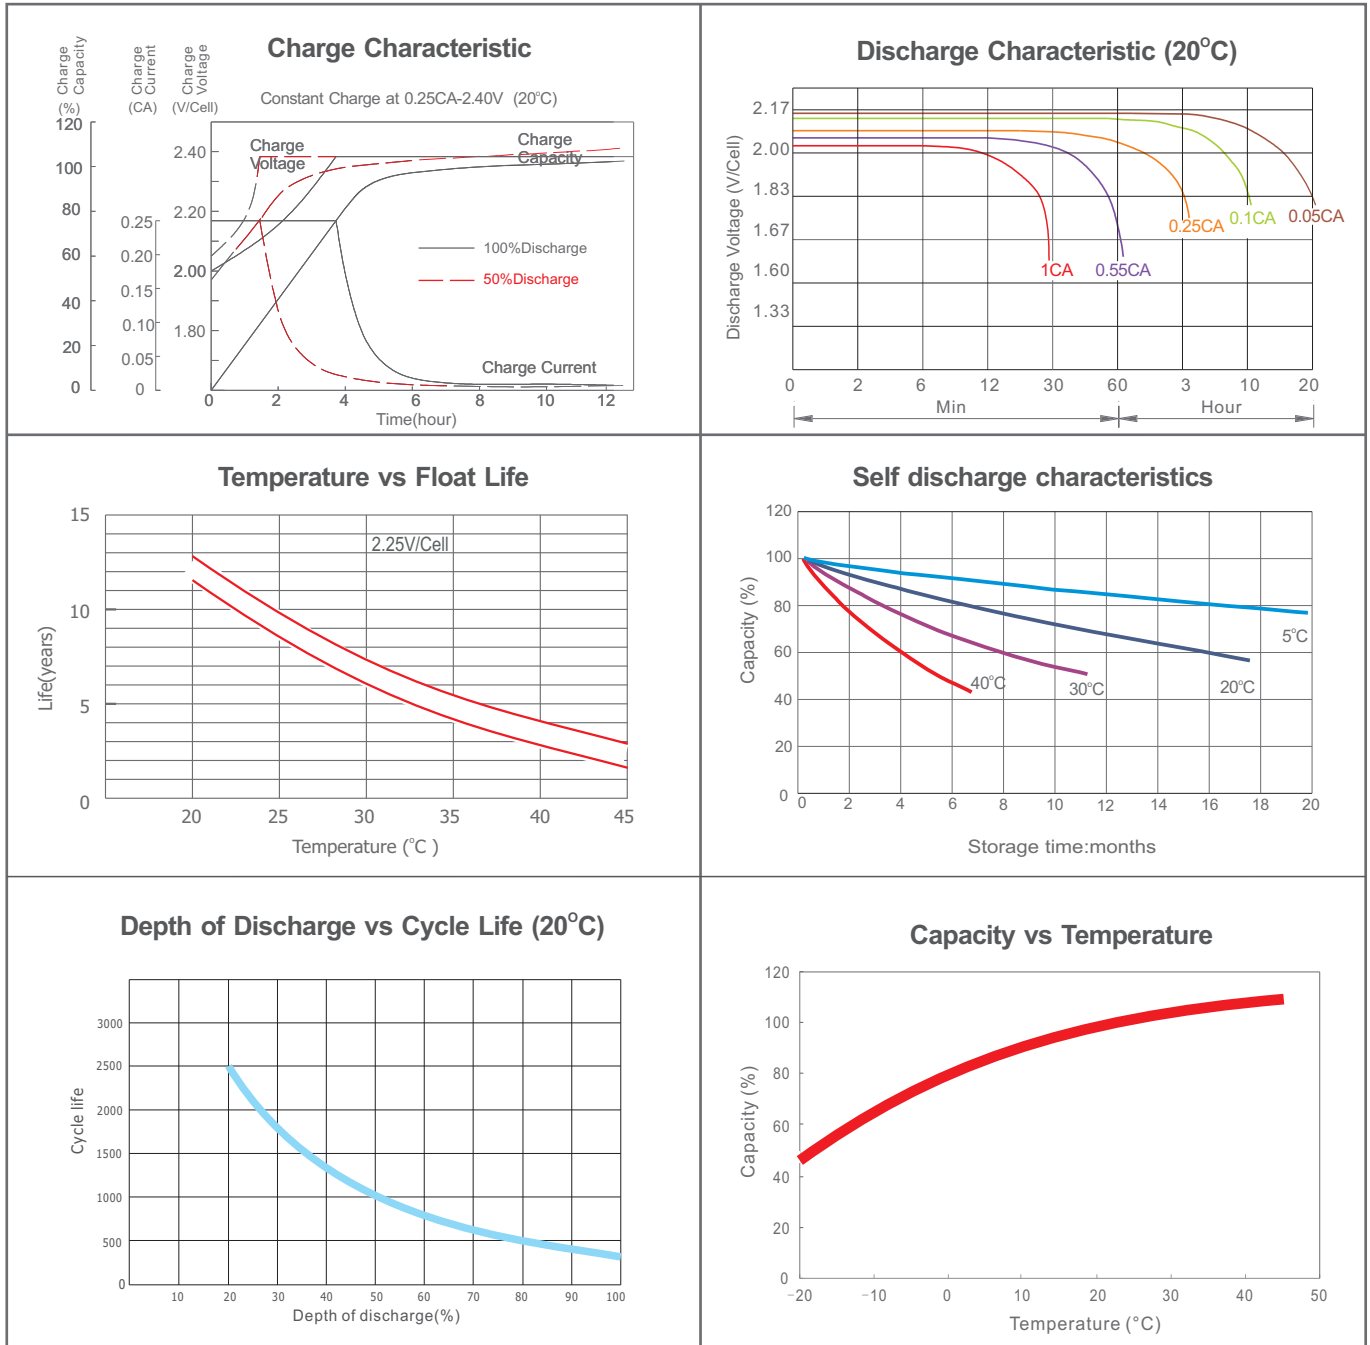 Charge Characteristic
Charge
Capacity
(%)
Charge
Current
(CA)
Charge
Voltage
(V/Cell)
Constant Charge at 0.25CA-2.40V (20°C)
120
100
80
60
40
20
0
0.25
0.20
0.15
0.10
0.05
0
2.40
2.20
2.00
1.80
Charge
Voltage
Charge
Capacity
100%Discharge
50%Discharge
Charge Current
0 2 4 6 8 10 12
Time(hour)
Discharge Characteristic (20°C)
Discharge Voltage (V/Cell)
2.17
2.00
1.83
1.67
1.60
1.33
1CA
0.55CA
0.25CA
0.1CA
0.05CA
0 2 6 12 30 60 3 10 20
Min Hour
Temperature vs Float Life
Life(years)
15
10
5
0
2.25V/Cell
20 25 30 35 40 45
Temperature (°C )
Self discharge characteristics
Capacity (%)
120
100
80
60
40
20
0
5°C
20°C
30°C
40°C
0 2 4 6 8 10 12 14 16 18 20
Storage time:months
Depth of Discharge vs Cycle Life (20°C)
Cycle life
3000
2500
2000
1500
1000
500
0
10 20 30 40 50 60 70 80 90 100
Depth of discharge(%)
Capacity vs Temperature
Capacity (%)
120
100
80
60
40
20
0
−20 −10 0 10 20 30 40 50
Temperature (°C)